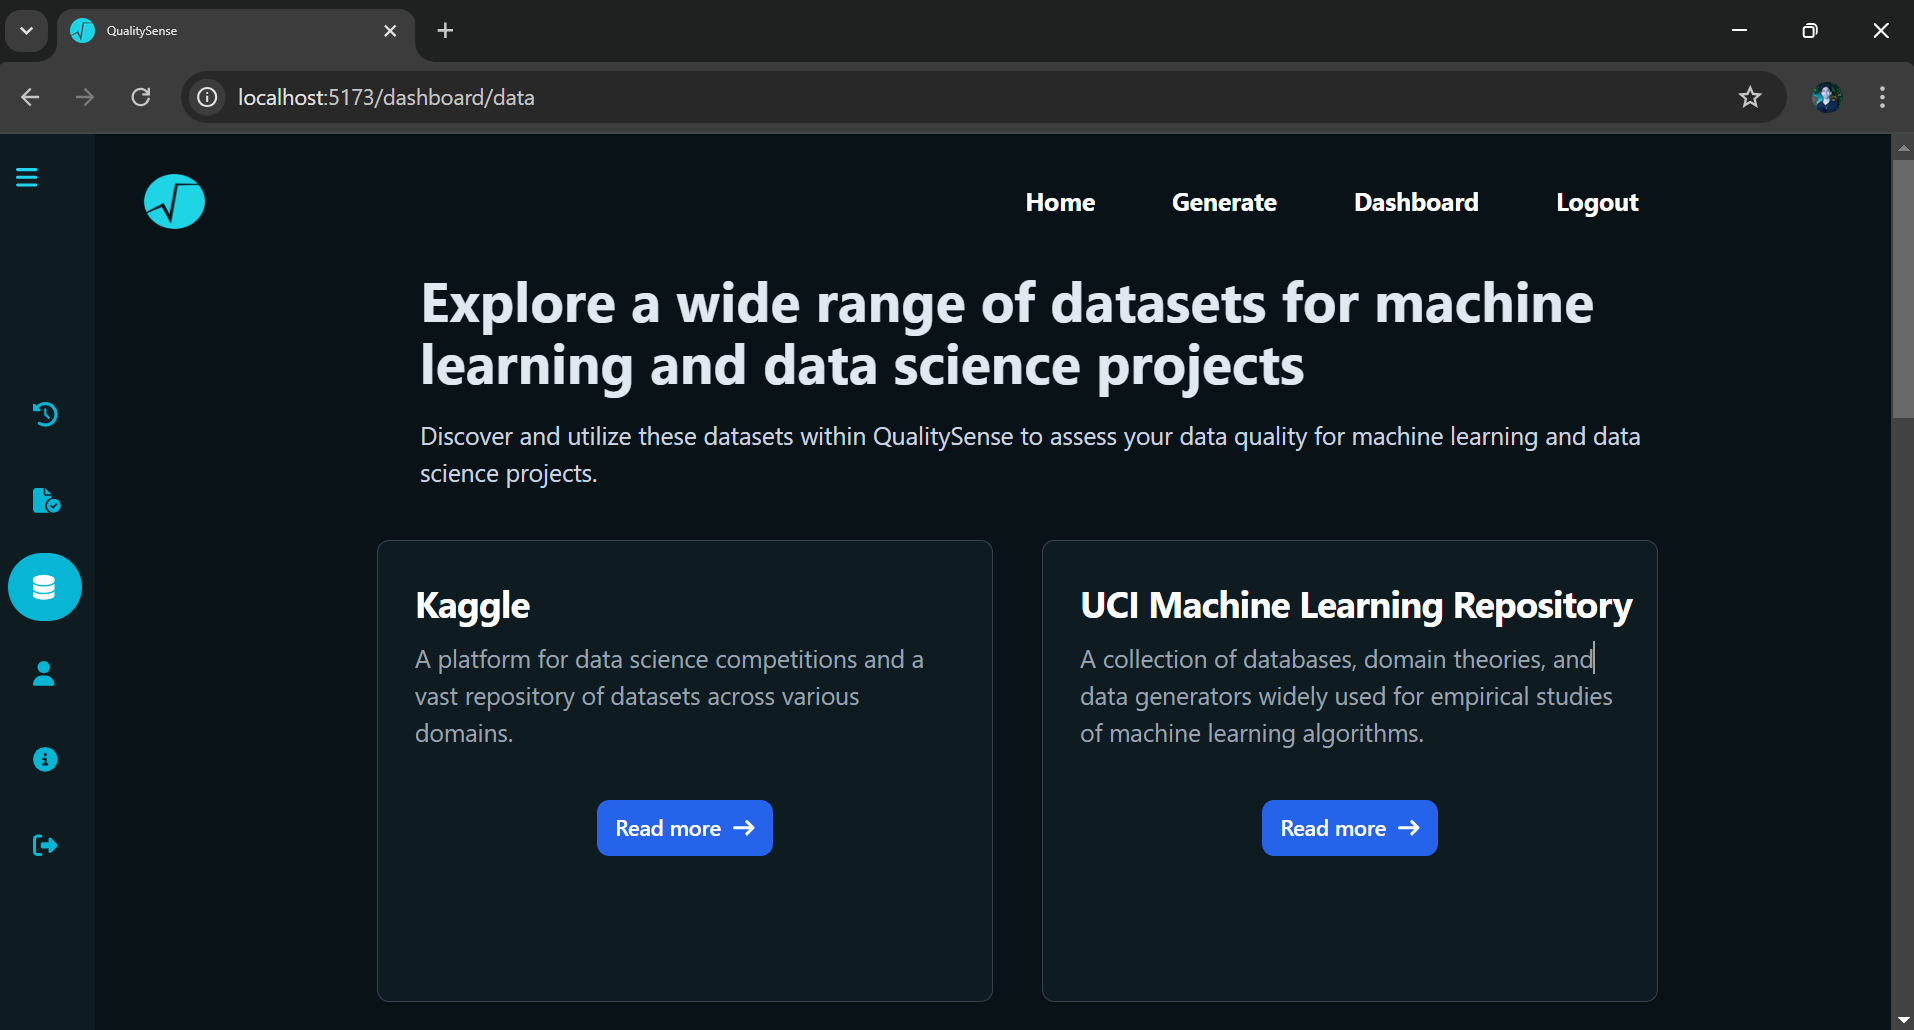 QualitySense
localhost:5173/dashboard/data
Home Generate Dashboard Logout
Explore a wide range of datasets for machine
learning and data science projects
Discover and utilize these datasets within QualitySense to assess your data quality for machine learning and data
science projects.
Kaggle
A platform for data science competitions and a
vast repository of datasets across various
domains.
Read more →
UCI Machine Learning Repository
A collection of databases, domain theories, and
data generators widely used for empirical studies
of machine learning algorithms.
Read more →